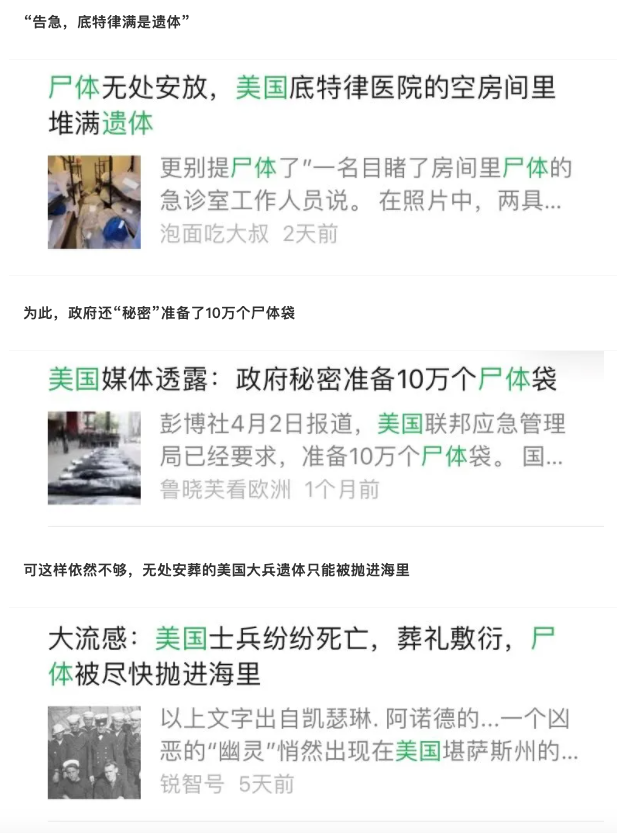 “告急，底特律满是遗体”
尸体无处安放，美国底特律医院的空房间里
堆满遗体
更别提尸体了”一名目睹了房间里尸体的
急诊室工作人员说。 在照片中，两具...
泡面吃大叔 2天前
为此，政府还“秘密”准备了10万个尸体袋
美国媒体透露：政府秘密准备10万个尸体袋
彭博社4月2日报道，美国联邦应急管理
局已经要求，准备10万个尸体袋。 国...
鲁晓芙看欧洲 1个月前
可这样依然不够，无处安葬的美国大兵遗体只能被抛进海里
大流感：美国士兵纷纷死亡，葬礼敷衍，尸
体被尽快抛进海里
以上文字出自凯瑟琳. 阿诺德的...一个凶
恶的“幽灵”悄然出现在美国堪萨斯州的...
锐智号 5天前